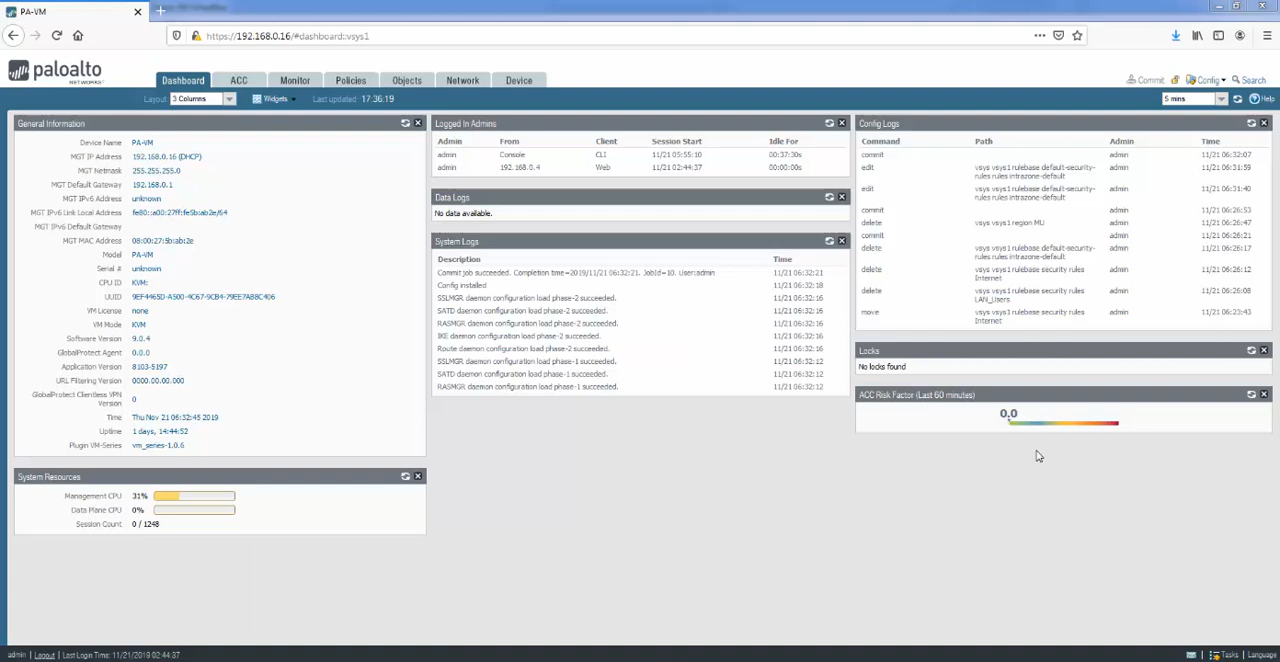 PA-VM
https://192.168.0.16/#dashboard::vsys1
paloalto
NETWORKS
Dashboard ACC Monitor Policies Objects Network Device
Commit Config Search
Layout 3 Columns Widgets Last updated 17:36:19 5 mins Help
General Information
Device Name PA-VM
MGT IP Address 192.168.0.16 (DHCP)
MGT Netmask 255.255.255.0
MGT Default Gateway 192.168.0.1
MGT IPv6 Address unknown
MGT IPv6 Link Local Address fe80::a00:27ff:fe5b:ab2e/64
MGT IPv6 Default Gateway
MGT MAC Address 08:00:27:5b:ab:2e
Model PA-VM
Serial # unknown
CPU ID KVM:
UUID 9EF4465D-A500-4C67-9CB4-79EE7AB8C406
VM License none
VM Mode KVM
Software Version 9.0.4
GlobalProtect Agent 0.0.0
Application Version 8103-5197
URL Filtering Version 0000.00.00.000
GlobalProtect Clientless VPN
Version 0
Time Thu Nov 21 06:32:45 2019
Uptime 1 days, 14:44:52
Plugin VM-Series vm_series-1.0.6
System Resources
Management CPU 31%
Data Plane CPU 0%
Session Count 0 / 1248
Logged In Admins
Admin From Client Session Start Idle For
admin Console CLI 11/21 05:55:10 00:37:30s
admin 192.168.0.4 Web 11/21 02:44:37 00:00:00s
Data Logs
No data available.
System Logs
Description Time
Commit job succeeded. Completion time=2019/11/21 06:32:21. JobId=10. User:admin 11/21 06:32:21
Config installed 11/21 06:32:18
SSLMGR daemon configuration load phase-2 succeeded. 11/21 06:32:16
SATD daemon configuration load phase-2 succeeded. 11/21 06:32:16
RASMGR daemon configuration load phase-2 succeeded. 11/21 06:32:16
IKE daemon configuration load phase-2 succeeded. 11/21 06:32:16
Route daemon configuration load phase-2 succeeded. 11/21 06:32:16
SSLMGR daemon configuration load phase-1 succeeded. 11/21 06:32:12
SATD daemon configuration load phase-1 succeeded. 11/21 06:32:12
RASMGR daemon configuration load phase-1 succeeded. 11/21 06:32:12
Config Logs
Command Path Admin Time
commit admin 11/21 06:32:07
edit vsys vsys1 rulebase default-security- admin 11/21 06:31:59
rules rules intrazone-default
edit vsys vsys1 rulebase default-security- admin 11/21 06:31:40
rules rules intrazone-default
commit admin 11/21 06:26:53
delete vsys vsys1 region MU admin 11/21 06:26:47
commit admin 11/21 06:26:21
delete vsys vsys1 rulebase default-security- admin 11/21 06:26:17
rules rules intrazone-default
delete vsys vsys1 rulebase security rules admin 11/21 06:26:12
Internet
delete vsys vsys1 rulebase security rules admin 11/21 06:26:08
LAN_Users
move vsys vsys1 rulebase security rules admin 11/21 06:23:43
Internet
Locks
No locks found
ACC Risk Factor (Last 60 minutes)
0.0
admin | Logout | Last Login Time: 11/21/2019 02:44:37
Tasks | Language